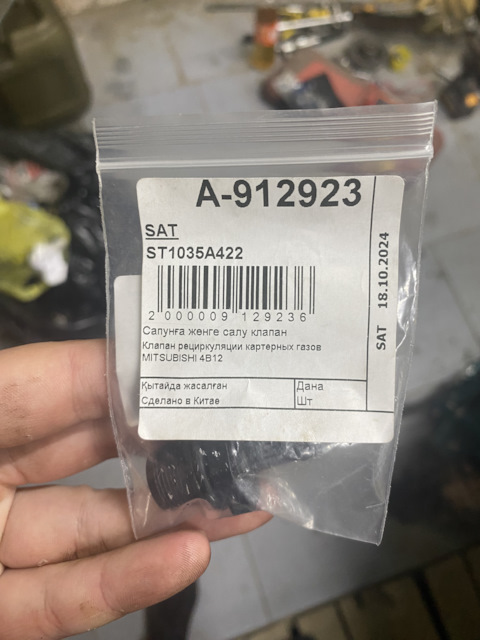 A-912923
SAT
ST1035A422
2 000009 129236
Сапунға жөнге салу клапан
Клапан рециркуляции картерных газов
MITSUBISHI 4B12
Қытайда жасалған
Дана
Сделано в Китае
Шт
SAT 18.10.2024